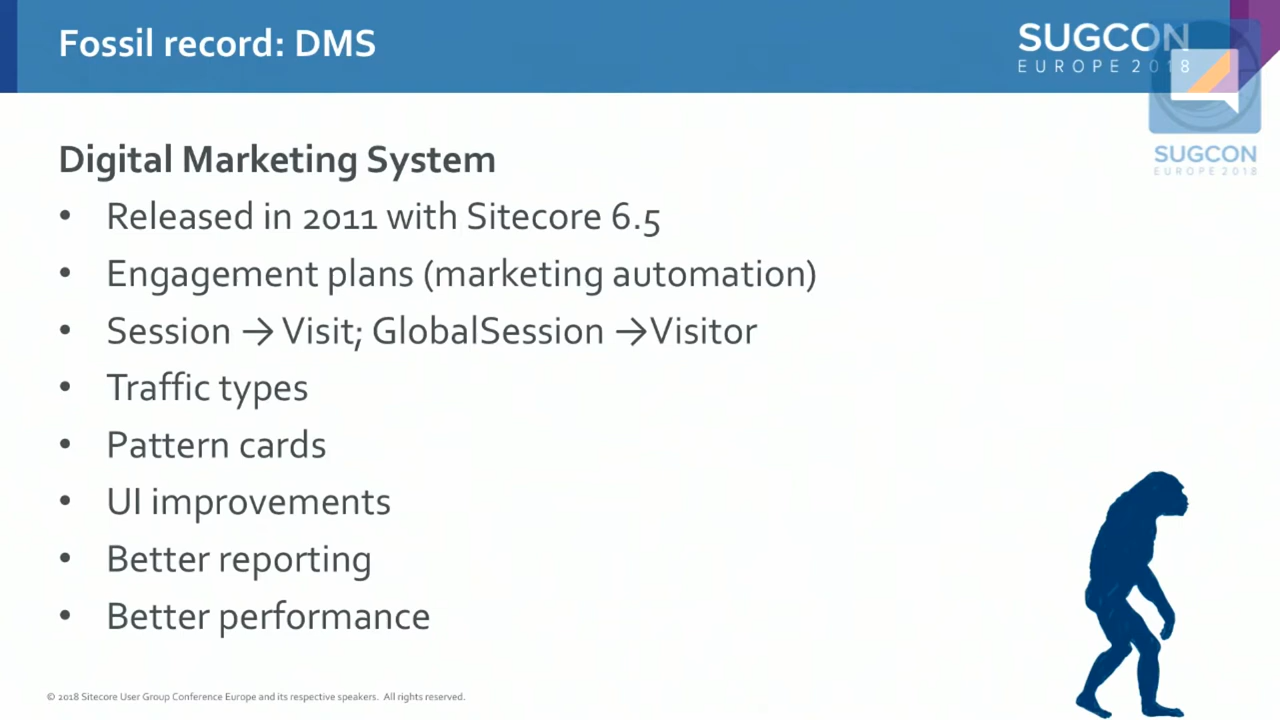 Fossil record: DMS
SUGCON
EUROPE 2018
SUGCON
EUROPE 2018
Digital Marketing System
• Released in 2011 with Sitecore 6.5
• Engagement plans (marketing automation)
• Session → Visit; GlobalSession →Visitor
• Traffic types
• Pattern cards
• UI improvements
• Better reporting
• Better performance
© 2018 Sitecore User Group Conference Europe and its respective speakers. All rights reserved.